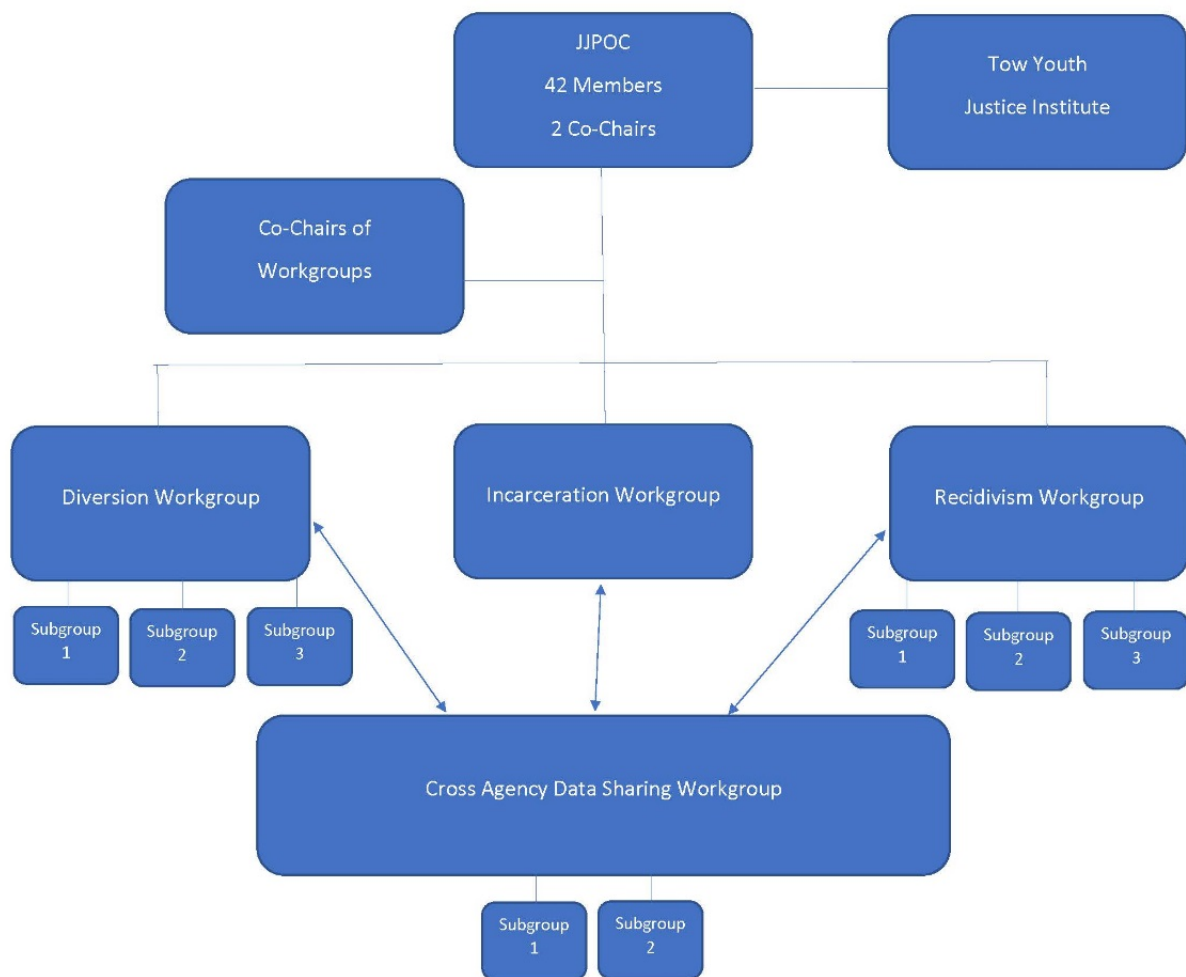 JJPOC
42 Members
2 Co-Chairs
Tow Youth
Justice Institute
Co-Chairs of
Workgroups
Diversion Workgroup
Incarceration Workgroup
Recidivism Workgroup
Subgroup
1
Subgroup
2
Subgroup
3
Subgroup
1
Subgroup
2
Subgroup
3
Cross Agency Data Sharing Workgroup
Subgroup
1
Subgroup
2